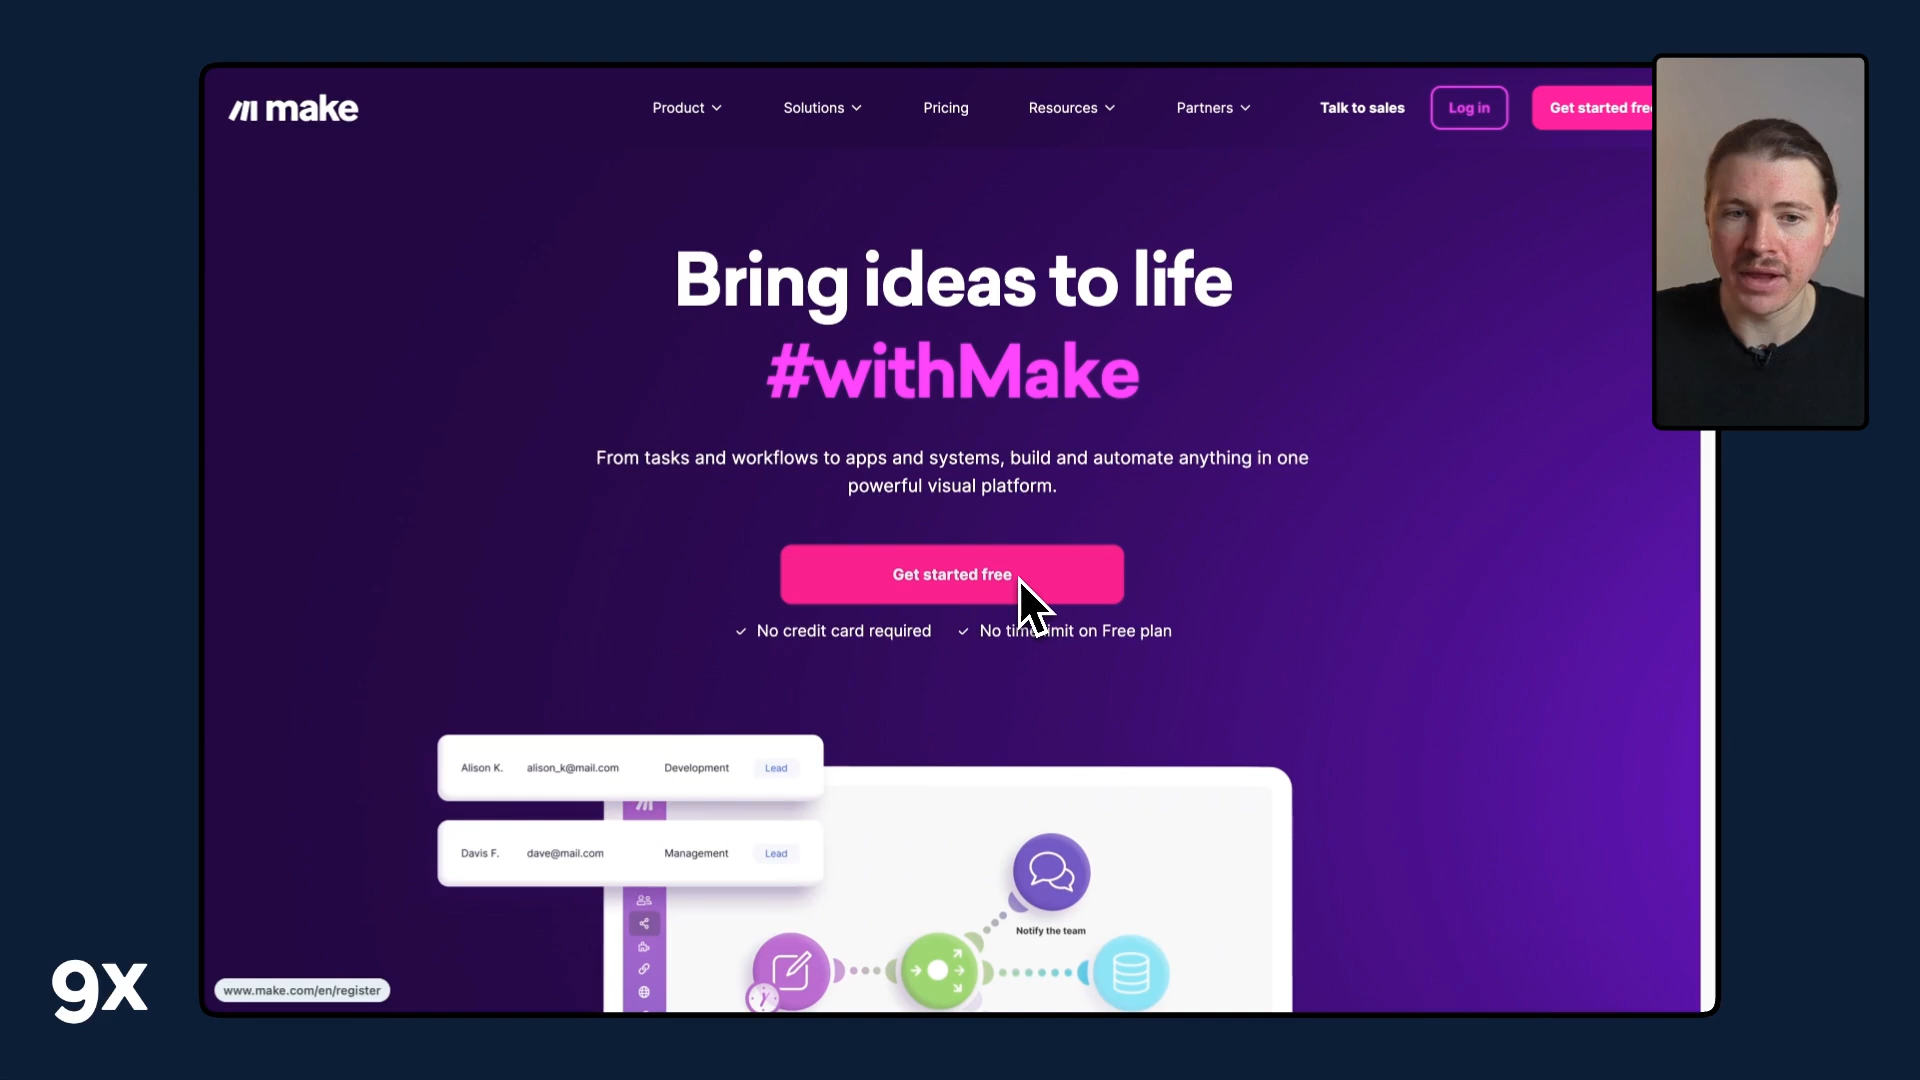 make
Product
Solutions
Pricing
Resources
Partners
Talk to sales
Log in
Get started free
Bring ideas to life
#withMake
From tasks and workflows to apps and systems, build and automate anything in one
powerful visual platform.
Get started free
No credit card required
No time limit on Free plan
Alison K. alison_k@mail.com Development Lead
Davis F. dave@mail.com Management Lead
Notify the team
www.make.com/en/register
9X